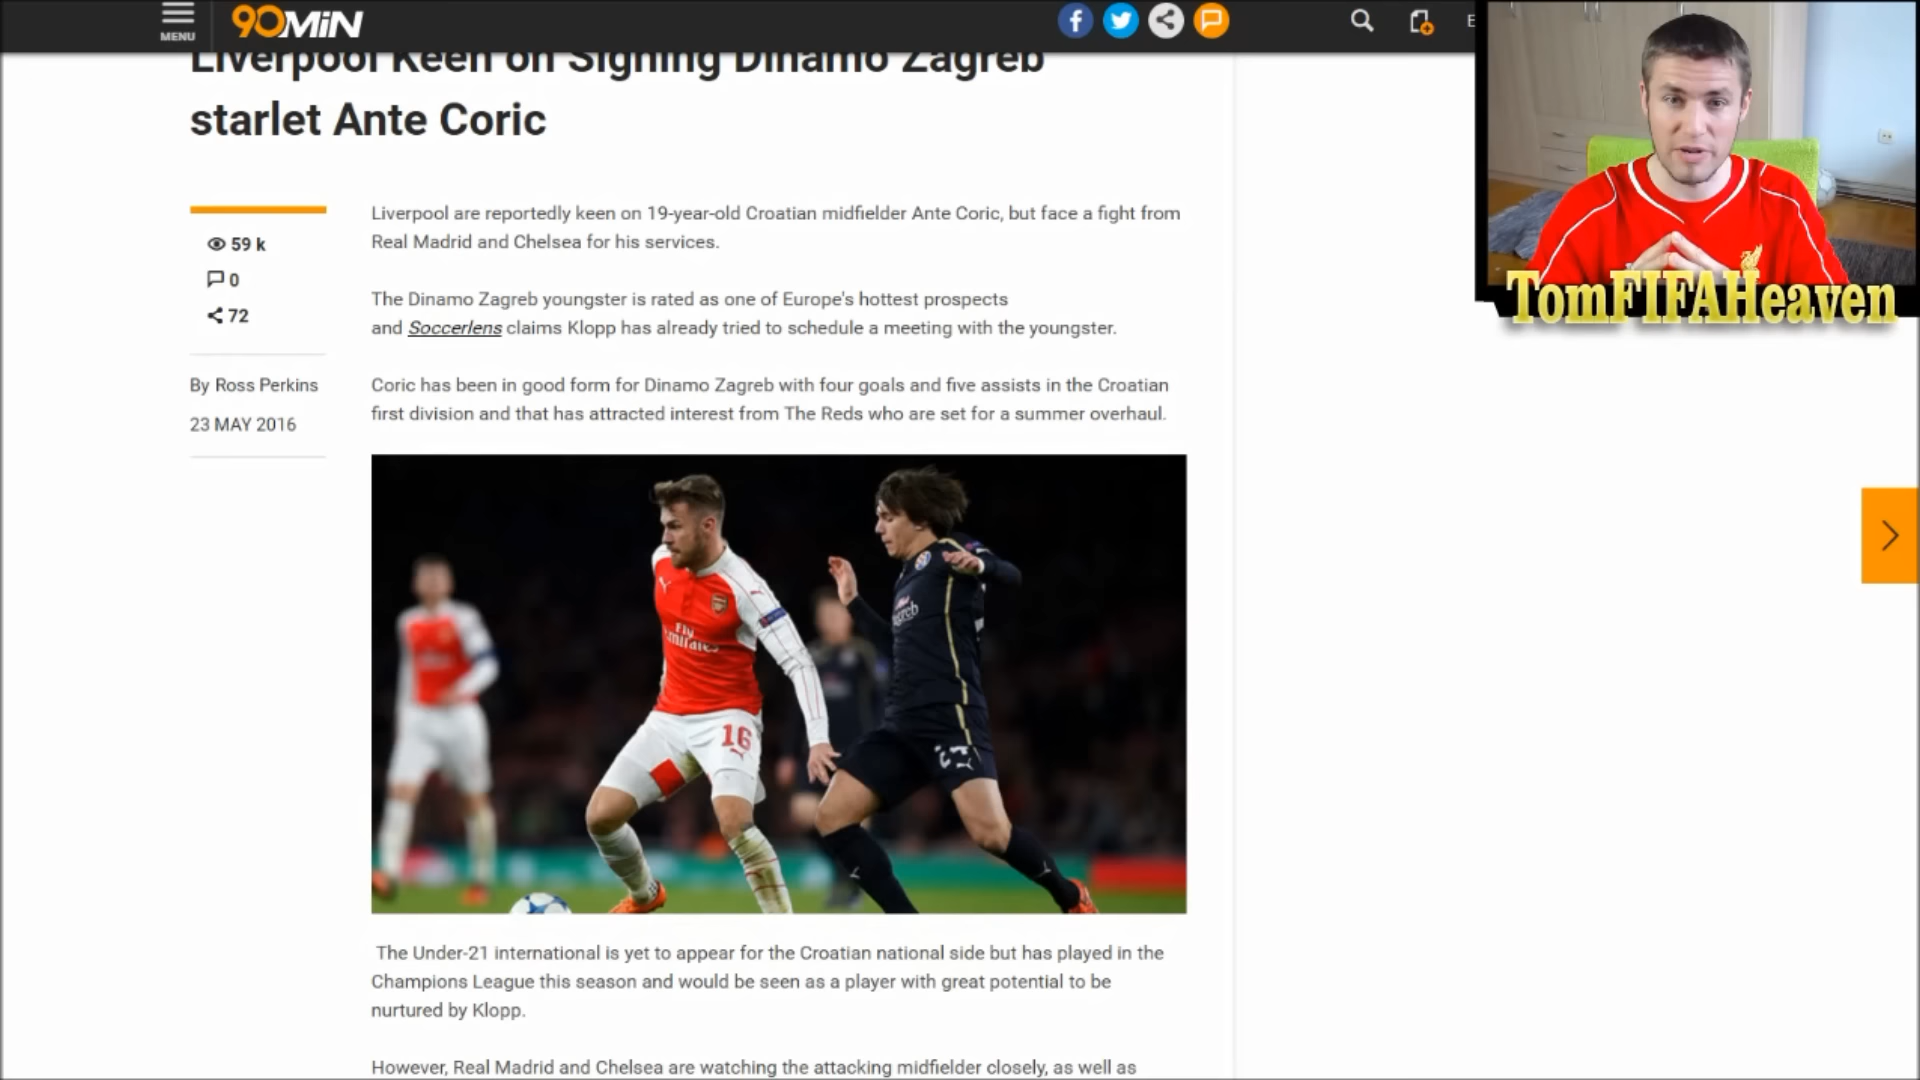 MENU
90MiN
E
Liverpool Keen on Signing Dinamo Zagreb
starlet Ante Coric
59 k
0
72
By Ross Perkins
23 MAY 2016
Liverpool are reportedly keen on 19-year-old Croatian midfielder Ante Coric, but face a fight from
Real Madrid and Chelsea for his services.
The Dinamo Zagreb youngster is rated as one of Europe's hottest prospects
and Soccerlens claims Klopp has already tried to schedule a meeting with the youngster.
Coric has been in good form for Dinamo Zagreb with four goals and five assists in the Croatian
first division and that has attracted interest from The Reds who are set for a summer overhaul.
Fly
Emirates
16
The Under-21 international is yet to appear for the Croatian national side but has played in the
Champions League this season and would be seen as a player with great potential to be
nurtured by Klopp.
However, Real Madrid and Chelsea are watching the attacking midfielder closely, as well as
TomFIFAHeaven